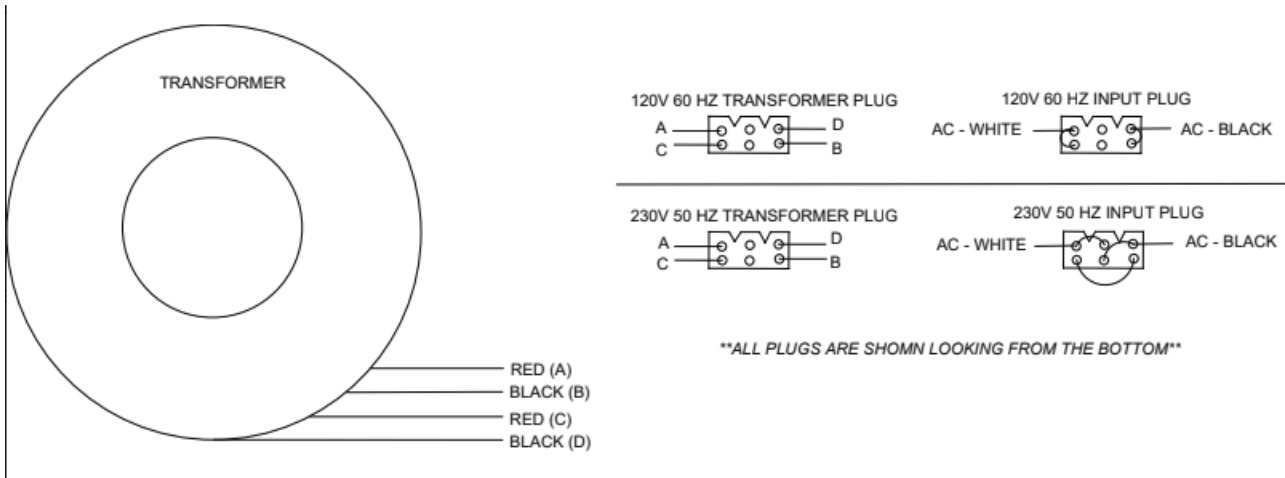 TRANSFORMER
RED (A)
BLACK (B)
RED (C)
BLACK (D)
120V 60 HZ TRANSFORMER PLUG
A
D
C
B
120V 60 HZ INPUT PLUG
AC - WHITE
AC - BLACK
230V 50 HZ TRANSFORMER PLUG
A
D
C
B
230V 50 HZ INPUT PLUG
AC - WHITE
AC - BLACK
**ALL PLUGS ARE SHOMN LOOKING FROM THE BOTTOM**